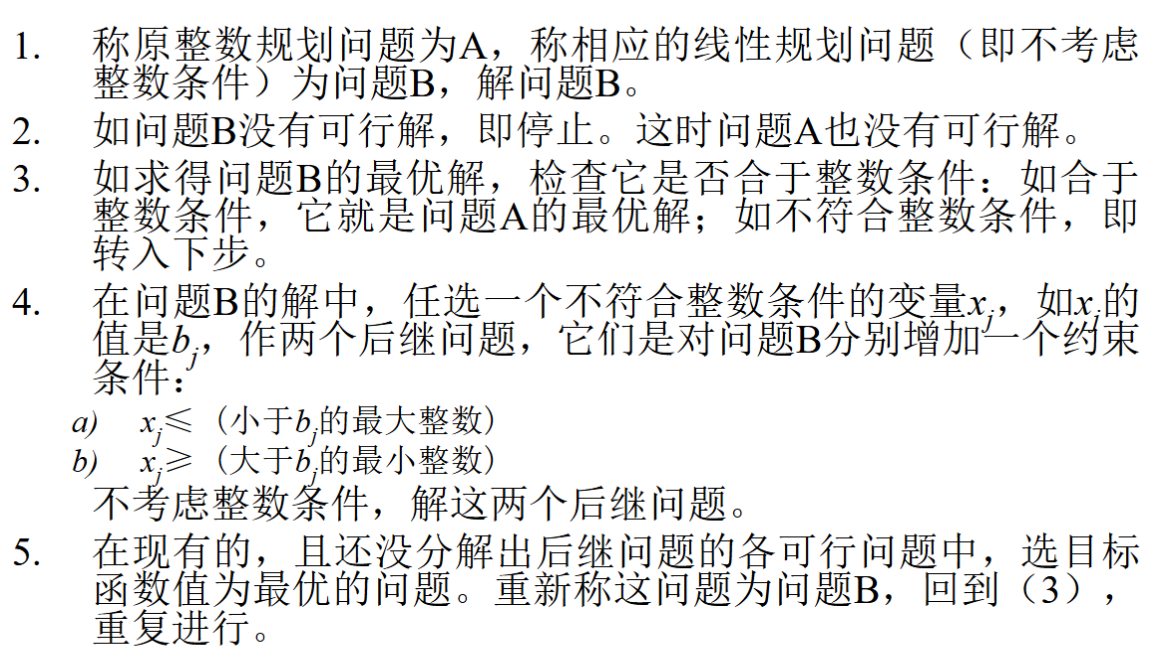 1. 称原整数规划问题为A，称相应的线性规划问题（即不考虑
整数条件）为问题B，解问题B。
2. 如问题B没有可行解，即停止。这时问题A也没有可行解。
3. 如求得问题B的最优解，检查它是否合于整数条件：如合于
整数条件，它就是问题A的最优解；如不符合整数条件，即
转入下步。
4. 在问题B的解中，任选一个不符合整数条件的变量xj，如xj的
值是bj，作两个后继问题，它们是对问题B分别增加一个约束
条件：
a) xj≤（小于bj的最大整数）
b) xj≥（大于bj的最小整数）
不考虑整数条件，解这两个后继问题。
5. 在现有的，且还没分解出后继问题的各可行问题中，选目标
函数值为最优的问题。重新称这问题为问题B，回到（3），
重复进行。